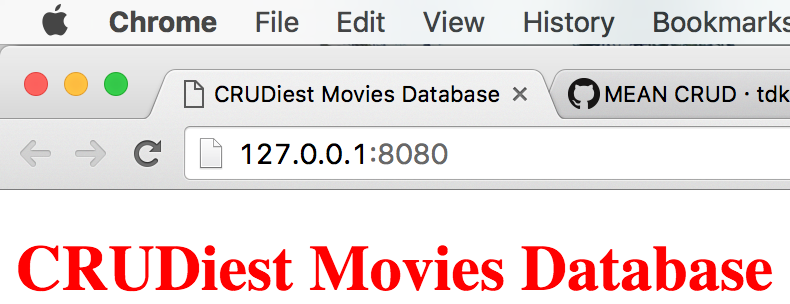 Chrome File Edit View History Bookmarks
CRUDiest Movies Database × MEAN CRUD · tdk
127.0.0.1:8080
CRUDiest Movies Database